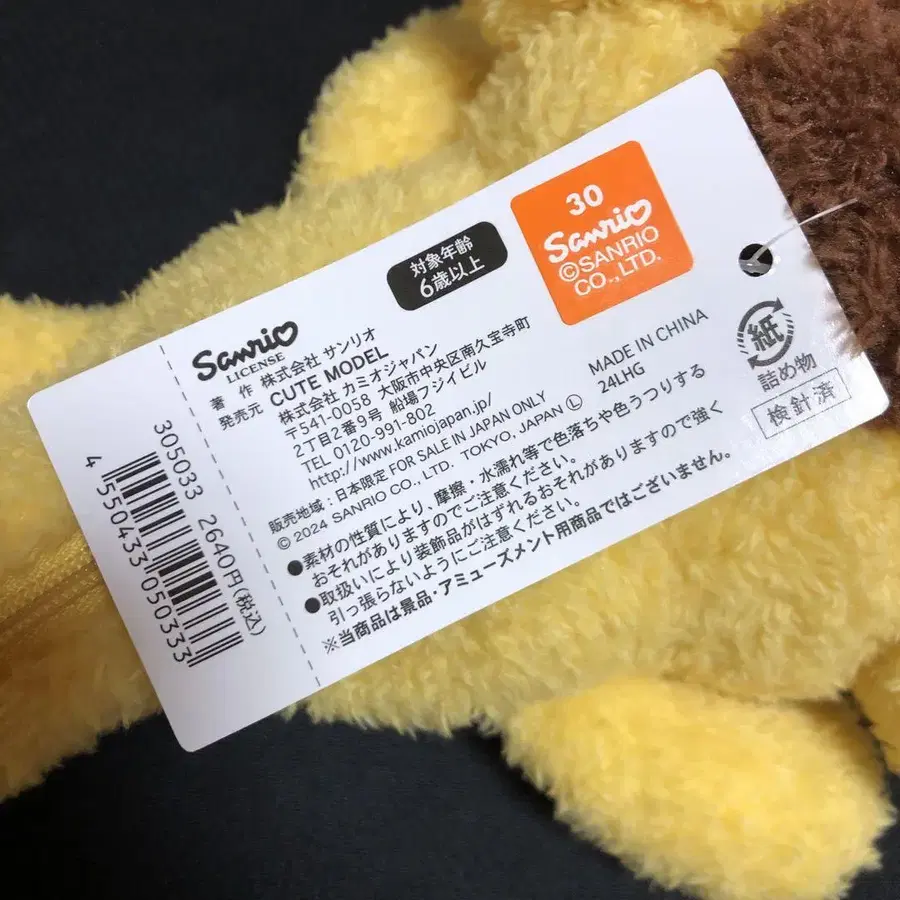 対象年齢
6歳以上
30
Sanrio
©SANRIO
CO., LTD.
Sanrio
LICENSE
著 作 株式会社 サンリオ
発売元 CUTE MODEL
株式会社 カミオジャパン
〒541-0058 大阪市中央区南久宝寺町
2丁目2番9号 船場フジイビル
TEL 0120-991-802
http://www.kamiojapan.jp/
販売地域：日本限定 FOR SALE IN JAPAN ONLY
© 2024 SANRIO CO., LTD. TOKYO, JAPAN Ⓛ
MADE IN CHINA
24LHG
●素材の性質により、摩擦・水濡れ等で色落ちや色うつりする
おそれがありますのでご注意ください。
●取扱いにより装飾品がはずれるおそれがありますので強く
引っ張らないようにご注意ください。
※当商品は景品・アミューズメント用商品ではございません。
紙
詰め物
検針済
305033 2640円(税込)
4 550433 050333